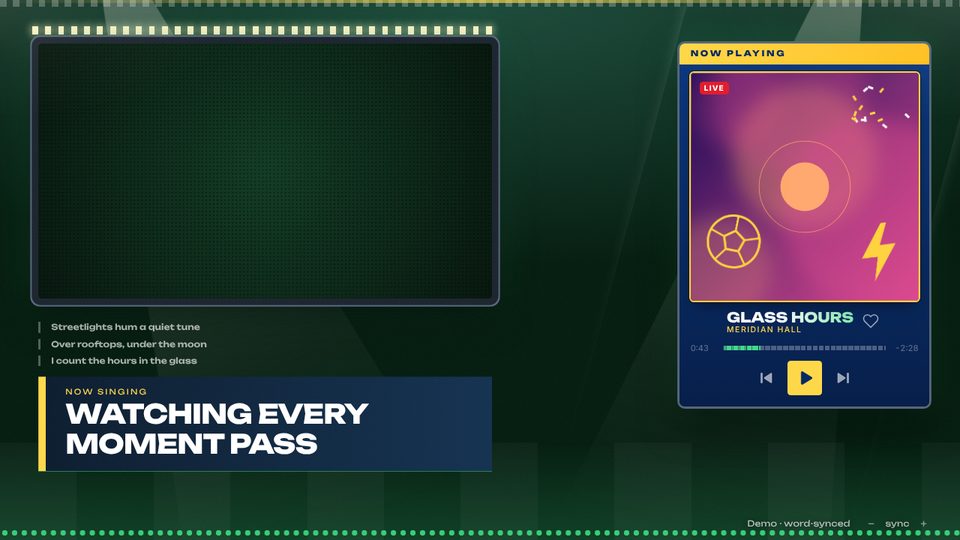 NOW PLAYING
LIVE
GLASS HOURS
MERIDIAN HALL
0:43
-2:28
Streetlights hum a quiet tune
Over rooftops, under the moon
I count the hours in the glass
NOW SINGING
WATCHING EVERY
MOMENT PASS
Demo · word-synced − sync +